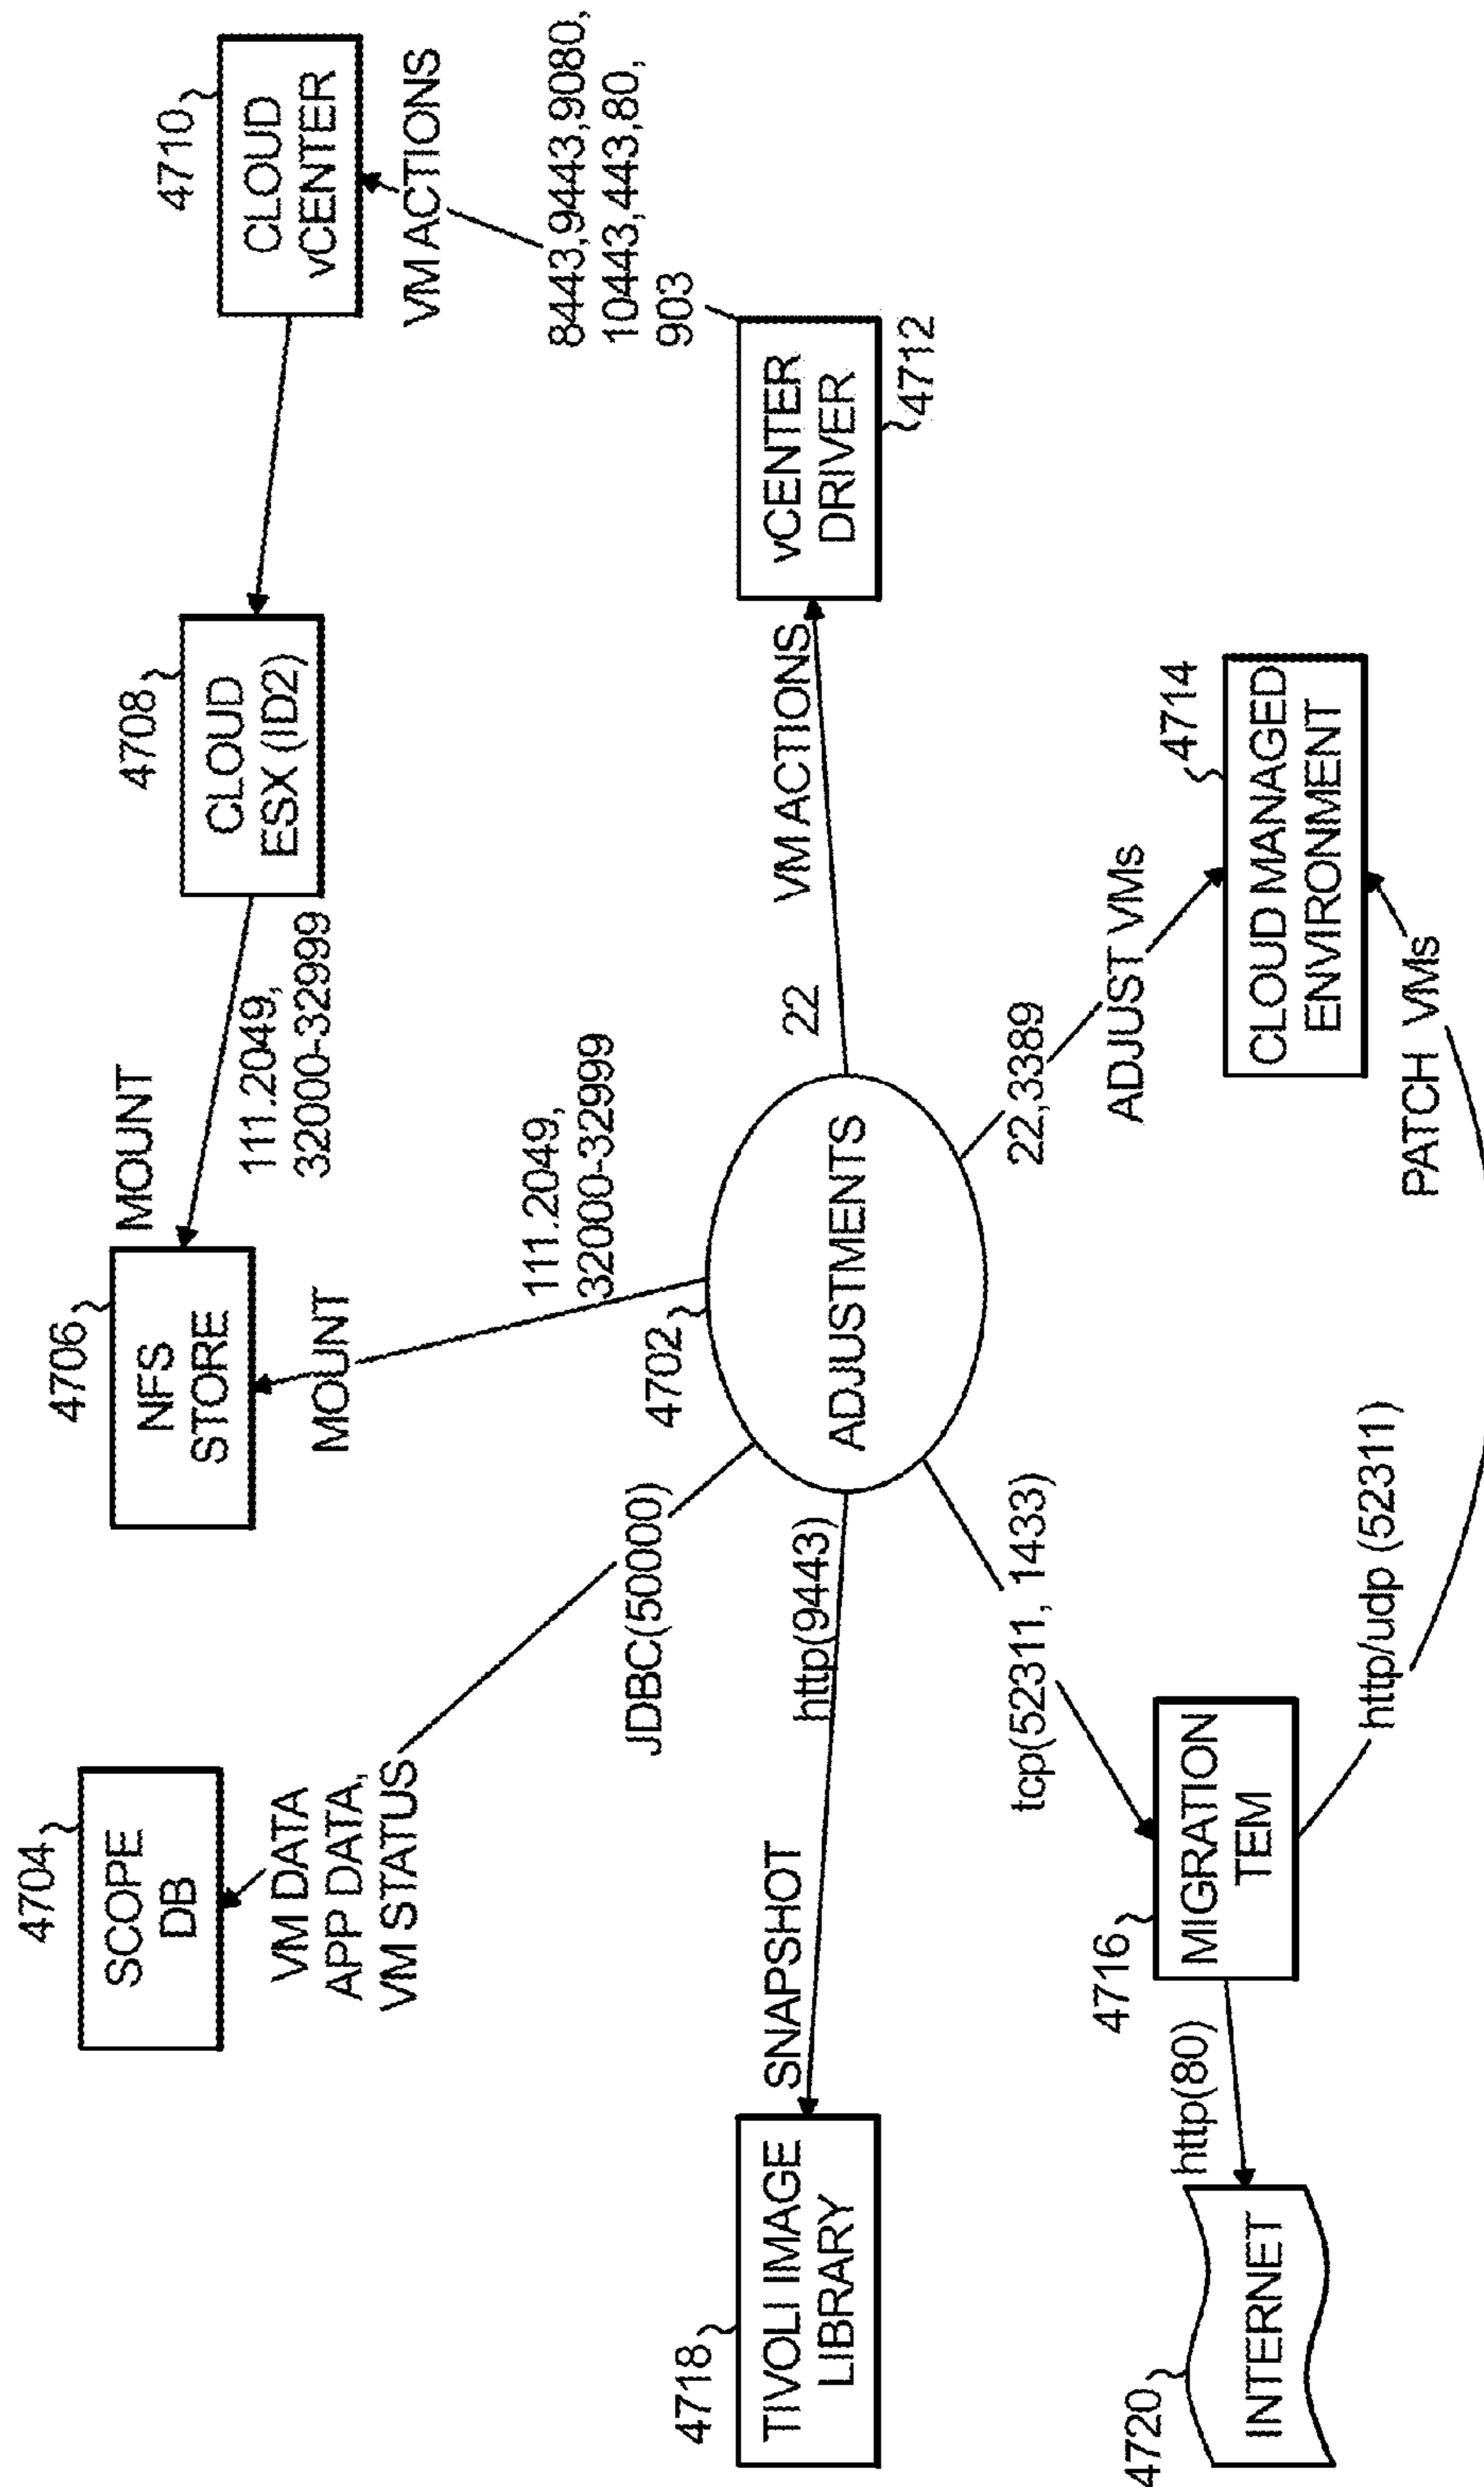 4704
SCOPE
DB
VM DATA
APP DATA,
VM STATUS
JDBC(50000)
4706
NFS
STORE
MOUNT
MOUNT
111.2049,
32000-32999
111.2049,
32000-32999
4708
CLOUD
ESX (ID2)
4710
CLOUD
vCENTER
VM ACTIONS
8443,9443,9080,
10443,443,80,
903
4718
TIVOLI IMAGE
LIBRARY
SNAPSHOT
http(9443)
4702
ADJUSTMENTS
22
VM ACTIONS
vCENTER
DRIVER
4712
4720
INTERNET
http(80)
4716
MIGRATION
TEM
tcp(52311, 1433)
http/udp (52311)
22,3389
ADJUST VMs
4714
CLOUD MANAGED
ENVIRONMENT
PATCH VMs